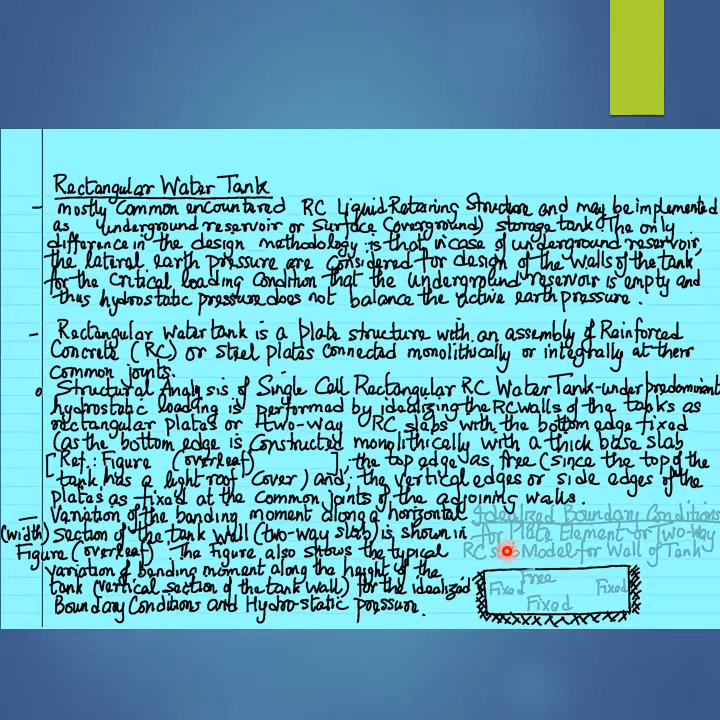 Rectangular Water Tank
- mostly Common encountered RC Liquid Retaining Structure and may be implemented
as underground reservoir or Surface (overground) storage tank. The only
difference in the design methodology is that in case of underground reservoir,
the lateral earth pressure are considered for design of the walls of the tank,
for the critical loading Condition that the underground reservoir is empty and
thus hydrostatic pressure does not balance the active earth pressure.
- Rectangular Water tank is a plate structure with an assembly of Rainforced
Concrete (RC) or steel plates connected monolithically or integrally at their
common joints.
o Structural Analysis of Single Cell Rectangular RC Water Tank-under predominant
hydrostatic loading is performed by idealizing the RC walls of the tanks as
rectangular plates or two-way RC slabs with the bottom edge fixed
(as the bottom edge is Constructed monolithically with a thick base slab
[Ref.: Figure (overleaf) ], the top edge as, free (since the top of the
tank has a light roof Cover) and, the vertical edges or side edges of the
plates as fixed at the Common joints of the adjoining walls.
Variation of the banding moment along a horizontal
(width) Section of the tank wall (two-way slab) is shown in
Figure (overleaf). The figure also shows the typical
variation of bending moment along the height of the
tank (vertical section of the tank wall) for the idealized
Boundary Conditions and Hydro-static pressure.
Idealized Boundary Conditions
for Plate Element or Two-Way
RC Model for Wall of Tank
Free
Fixed Fixed
Fixed